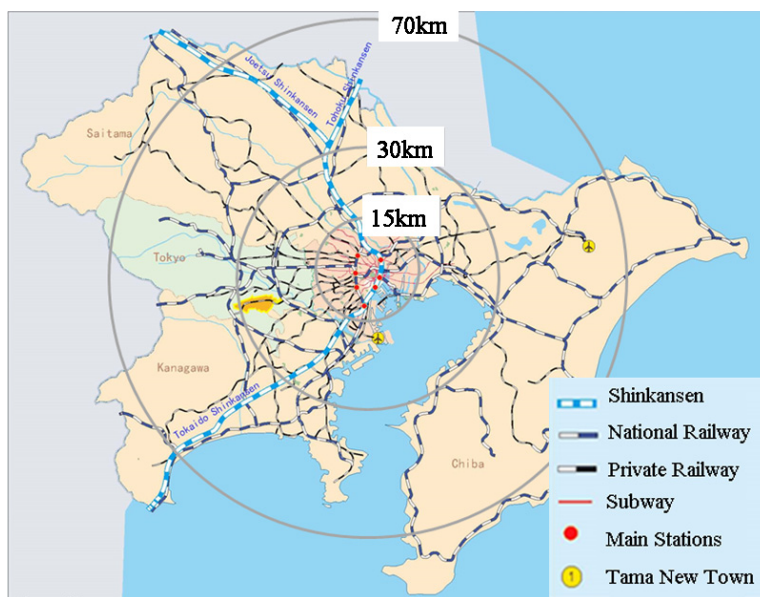 70km
Joetsu Shinkansen
Tohoku Shinkansen
Saitama
30km
15km
Tokyo
Kanagawa
Tokaido Shinkansen
Chiba
Shinkansen
National Railway
Private Railway
Subway
Main Stations
Tama New Town